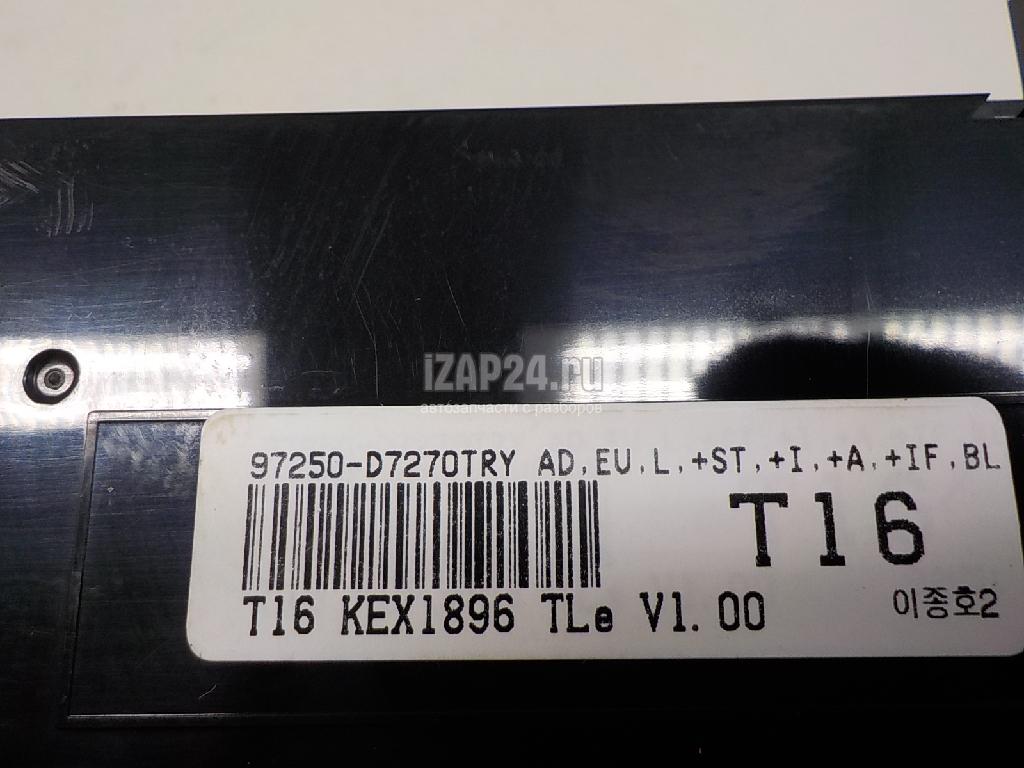 iZAP24.ru
автозапчасти с разборов
97250-D7270TRY AD,EU,L,+ST,+I,+A,+IF,BL
T16
T16 KEX1896 TLe V1.00
이종호2